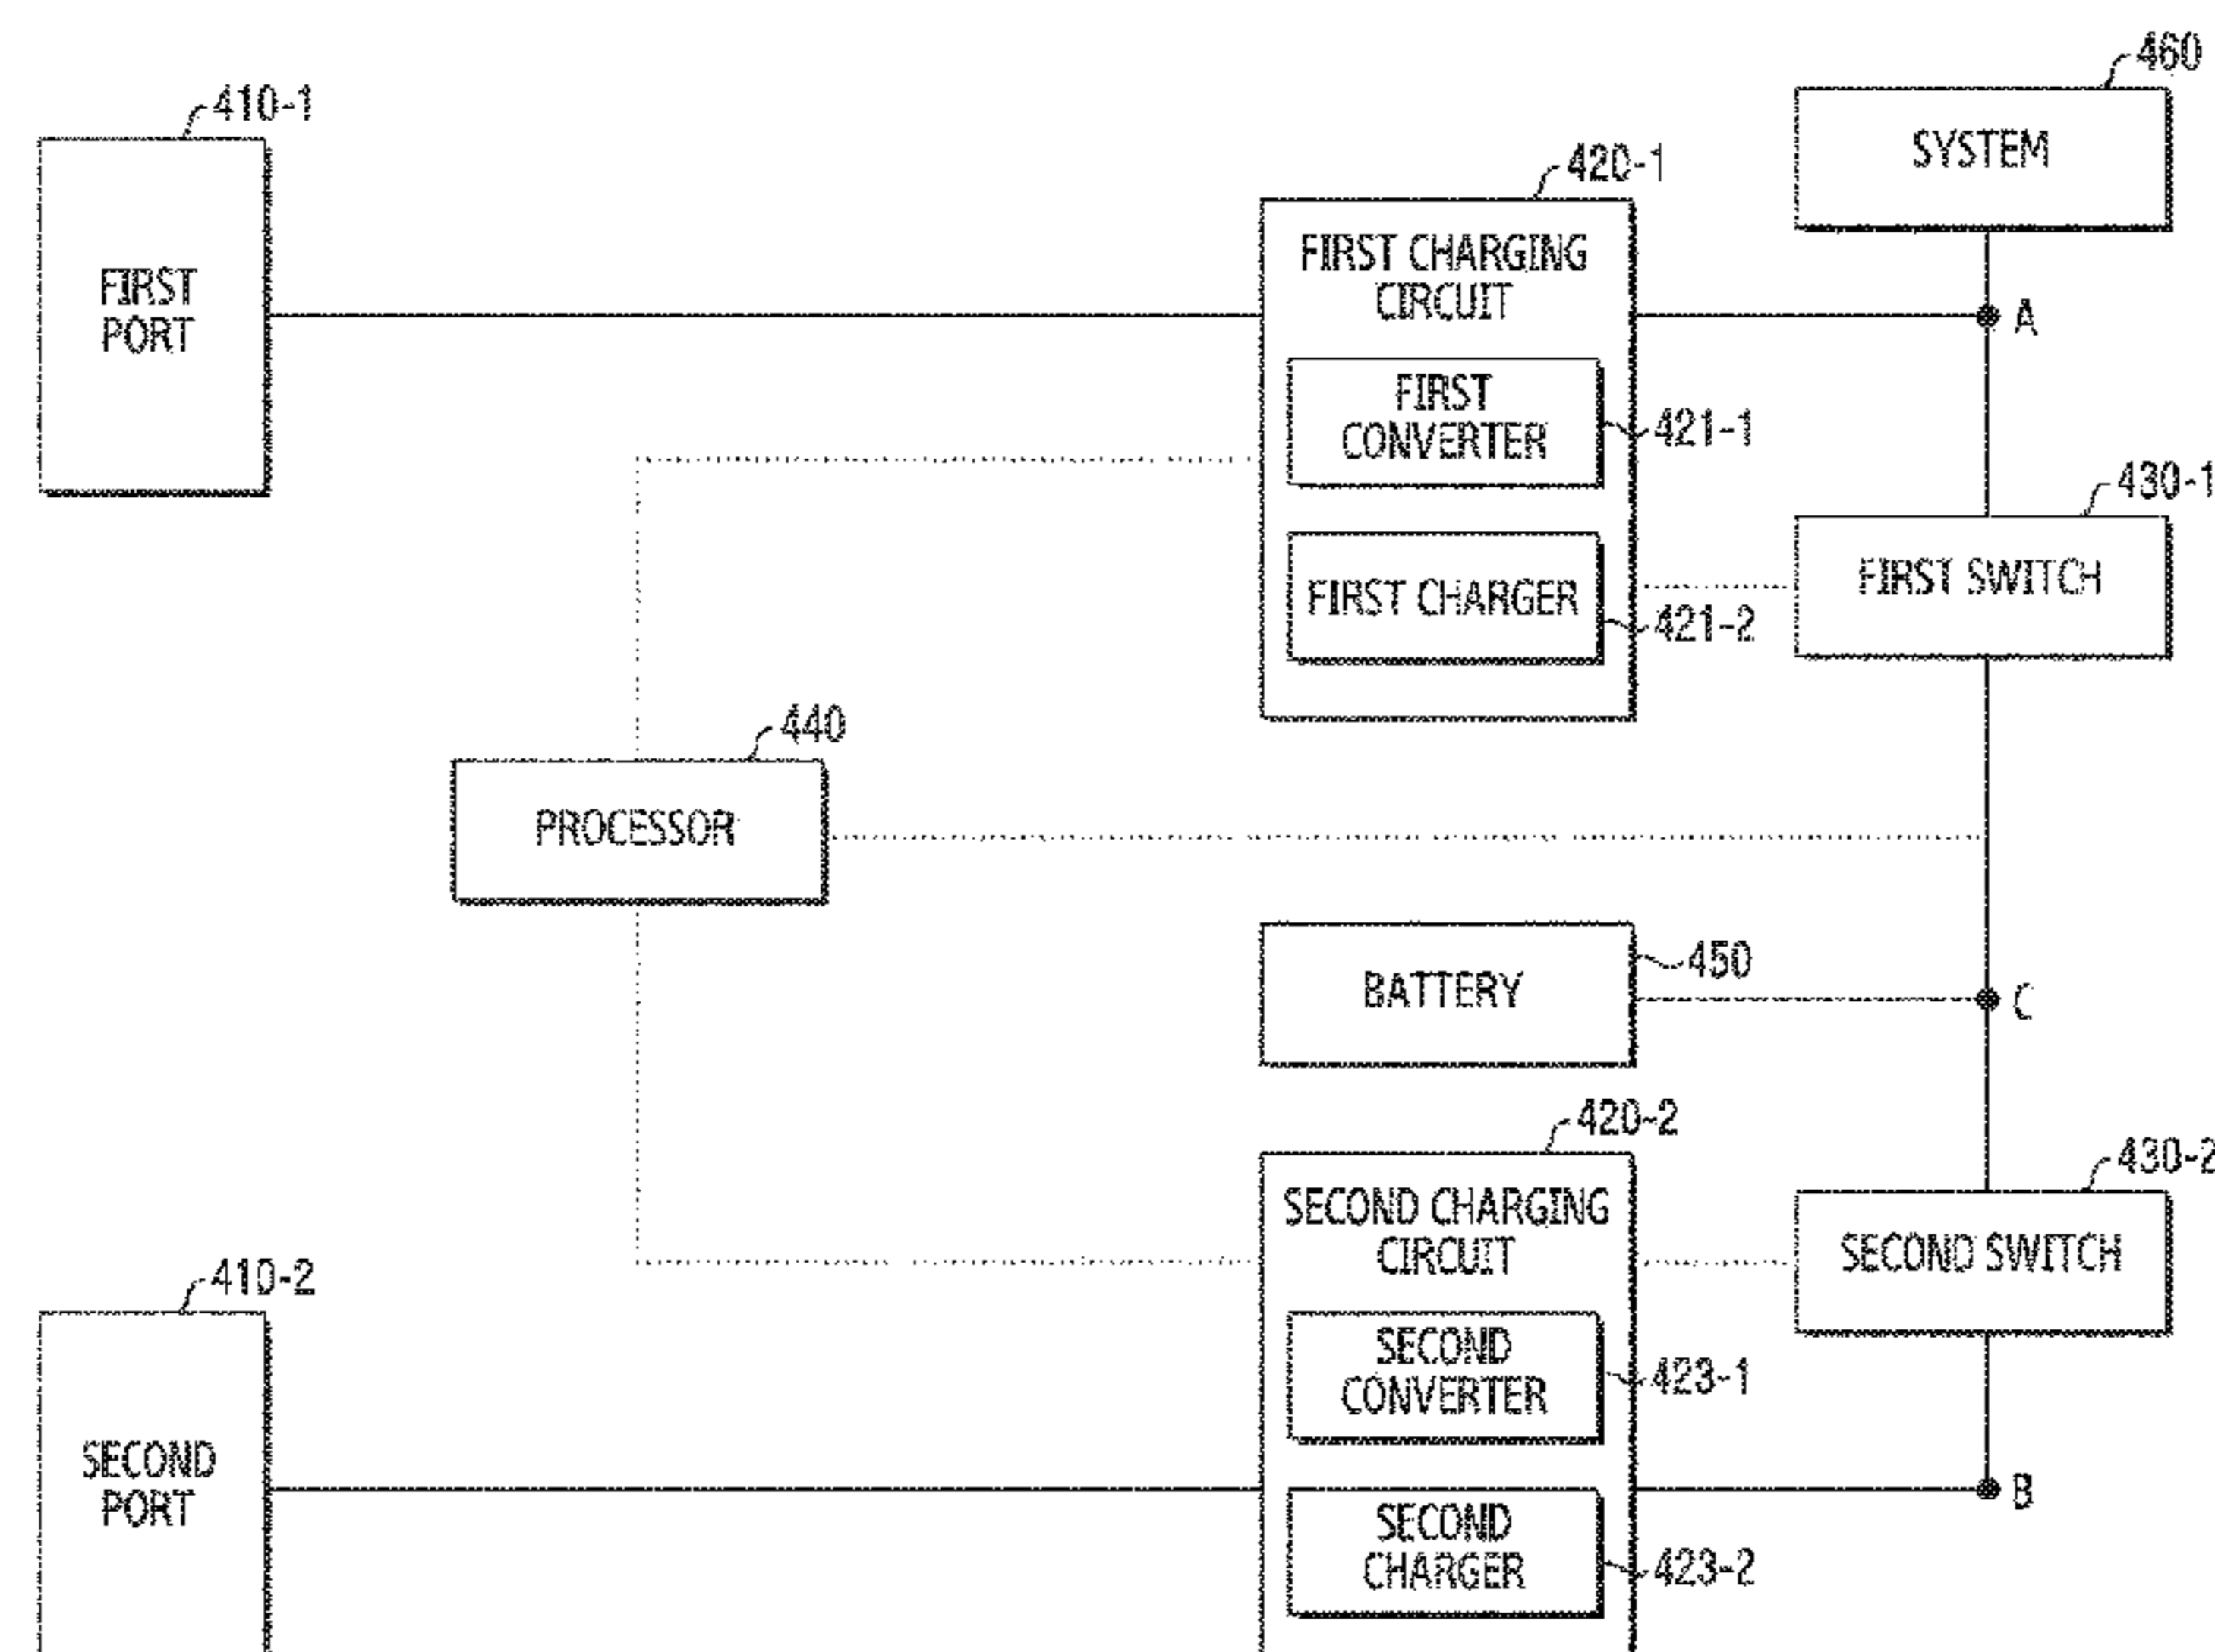 460
410-1
SYSTEM
420-1
FIRST CHARGING
CIRCUIT
FIRST
PORT
A
FIRST
CONVERTER
421-1
430-1
FIRST SWITCH
FIRST CHARGER
421-2
440
PROCESSOR
450
BATTERY
C
420-2
430-2
SECOND CHARGING
CIRCUIT
SECOND SWITCH
410-2
SECOND
CONVERTER
423-1
SECOND
PORT
B
SECOND
CHARGER
423-2